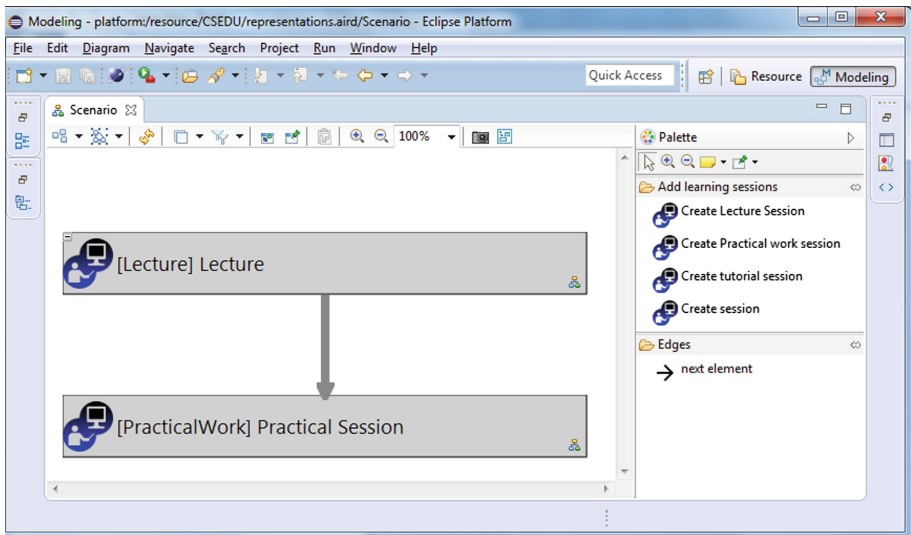 Modeling - platform:/resource/CSEDU/representations.aird/Scenario - Eclipse Platform
File Edit Diagram Navigate Search Project Run Window Help
Quick Access Resource Modeling
Scenario
100%
Palette
Add learning sessions
Create Lecture Session
Create Practical work session
Create tutorial session
Create session
Edges
next element
[Lecture] Lecture
[PracticalWork] Practical Session